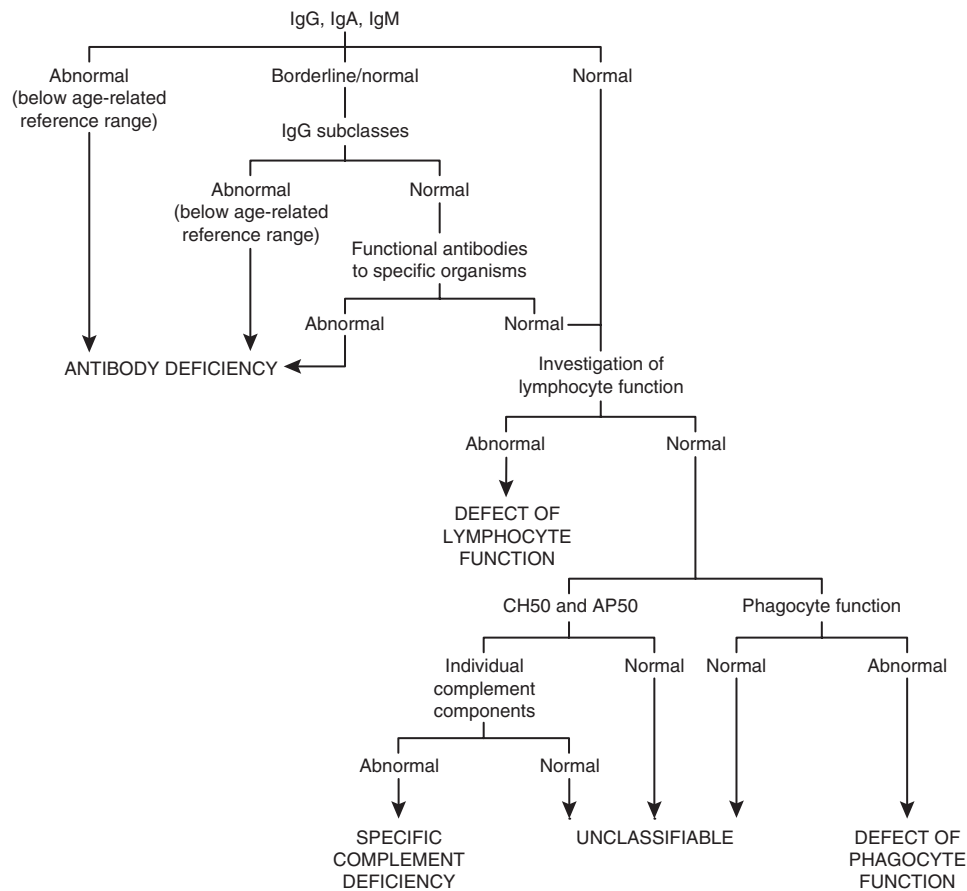 IgG, IgA, IgM
Abnormal
(below age-related
reference range)
Borderline/normal
Normal
IgG subclasses
Abnormal
(below age-related
reference range)
Normal
Functional antibodies
to specific organisms
Abnormal
Normal
ANTIBODY DEFICIENCY
Investigation of
lymphocyte function
Abnormal
Normal
DEFECT OF
LYMPHOCYTE
FUNCTION
CH50 and AP50
Phagocyte function
Individual
complement
components
Normal
Normal
Abnormal
Abnormal
Normal
SPECIFIC
COMPLEMENT
DEFICIENCY
UNCLASSIFIABLE
DEFECT OF
PHAGOCYTE
FUNCTION